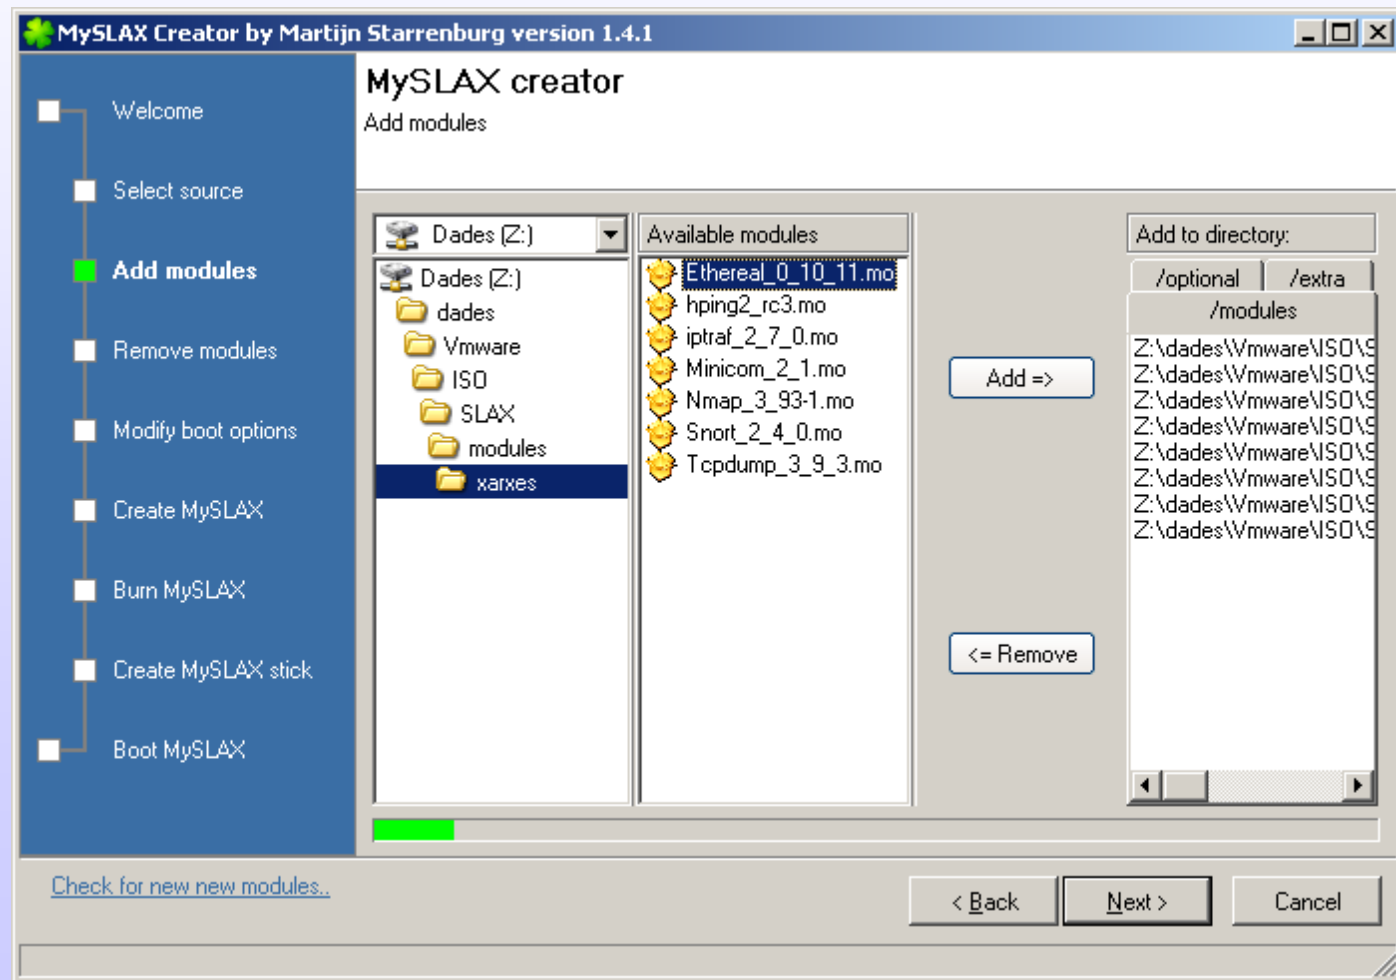 MySLAX Creator by Martijn Starrenburg version 1.4.1
Welcome
Select source
Add modules
Remove modules
Modify boot options
Create MySLAX
Burn MySLAX
Create MySLAX stick
Boot MySLAX
MySLAX creator
Add modules
Dades (Z:)
Dades (Z:)
dades
Vmware
ISO
SLAX
modules
xarxes
Available modules
Ethereal_0_10_11.mo
hping2_rc3.mo
iptraf_2_7_0.mo
Minicom_2_1.mo
Nmap_3_93-1.mo
Snort_2_4_0.mo
Tcpdump_3_9_3.mo
Add =>
<= Remove
Add to directory:
/optional
/extra
/modules
Z:\dades\Vmware\ISO\S
Z:\dades\Vmware\ISO\S
Z:\dades\Vmware\ISO\S
Z:\dades\Vmware\ISO\S
Z:\dades\Vmware\ISO\S
Z:\dades\Vmware\ISO\S
Z:\dades\Vmware\ISO\S
Z:\dades\Vmware\ISO\S
Check for new new modules..
< Back
Next >
Cancel